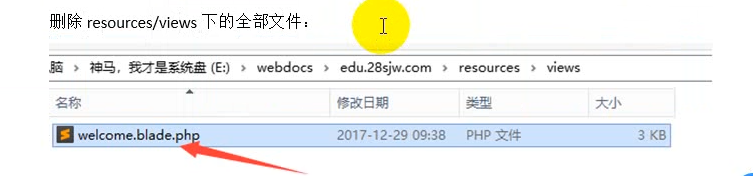 删除 resources/views 下的全部文件：
脑 › 神马，我才是系统盘 (E:) › webdocs › edu.28sjw.com › resources › views
名称 修改日期 类型 大小
welcome.blade.php 2017-12-29 09:38 PHP 文件 3 KB